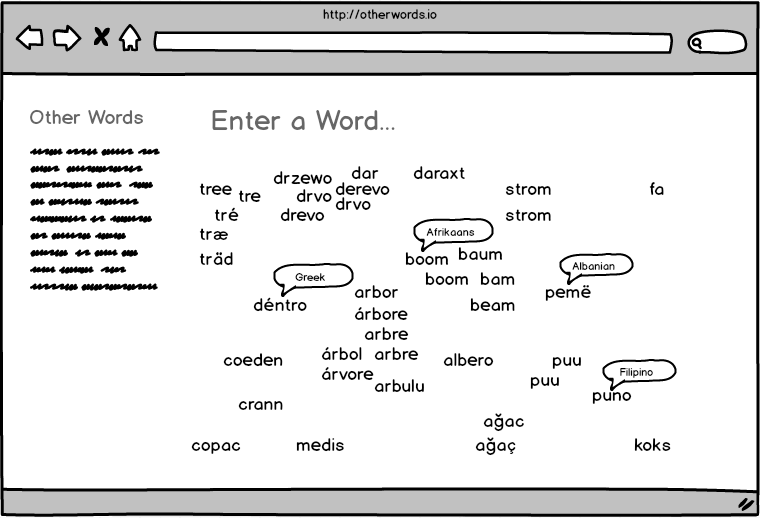 http://otherwords.io
Other Words
Enter a Word...
dar
daraxt
drzewo
tree
derevo
strom
fa
tre
drvo
drvo
tré
drevo
strom
træ
Afrikaans
träd
boom
baum
Albanian
Greek
boom
bam
arbor
pemë
déntro
beam
árbore
arbre
coeden
árbol
arbre
albero
puu
árvore
puu
Filipino
arbulu
puno
crann
ağac
copac
medis
ağaç
koks